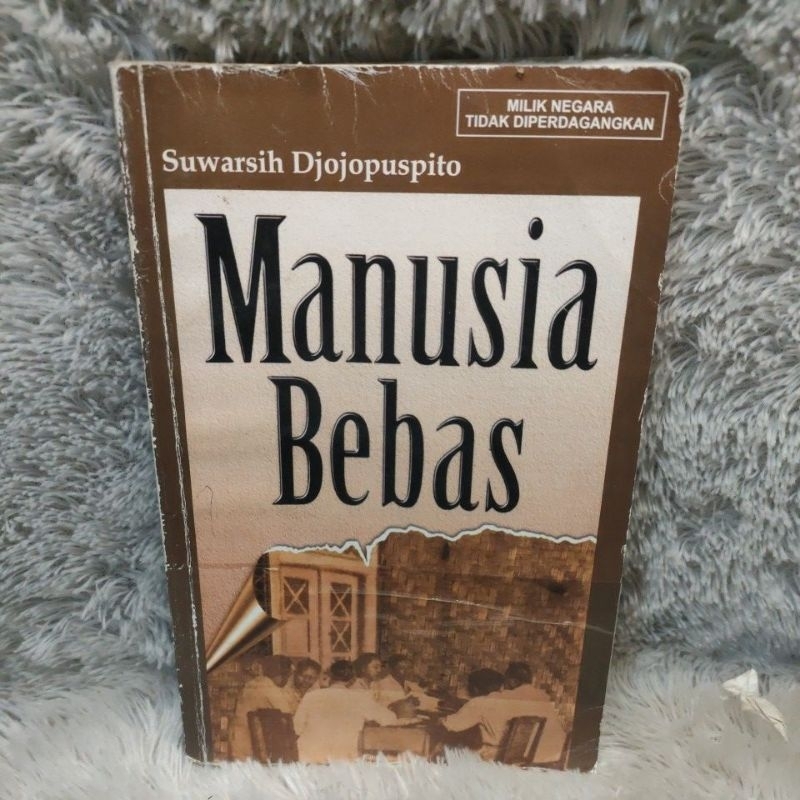 MILIK NEGARA
TIDAK DIPERDAGANGKAN
Suwarsih Djojopuspito
Manusia
Bebas